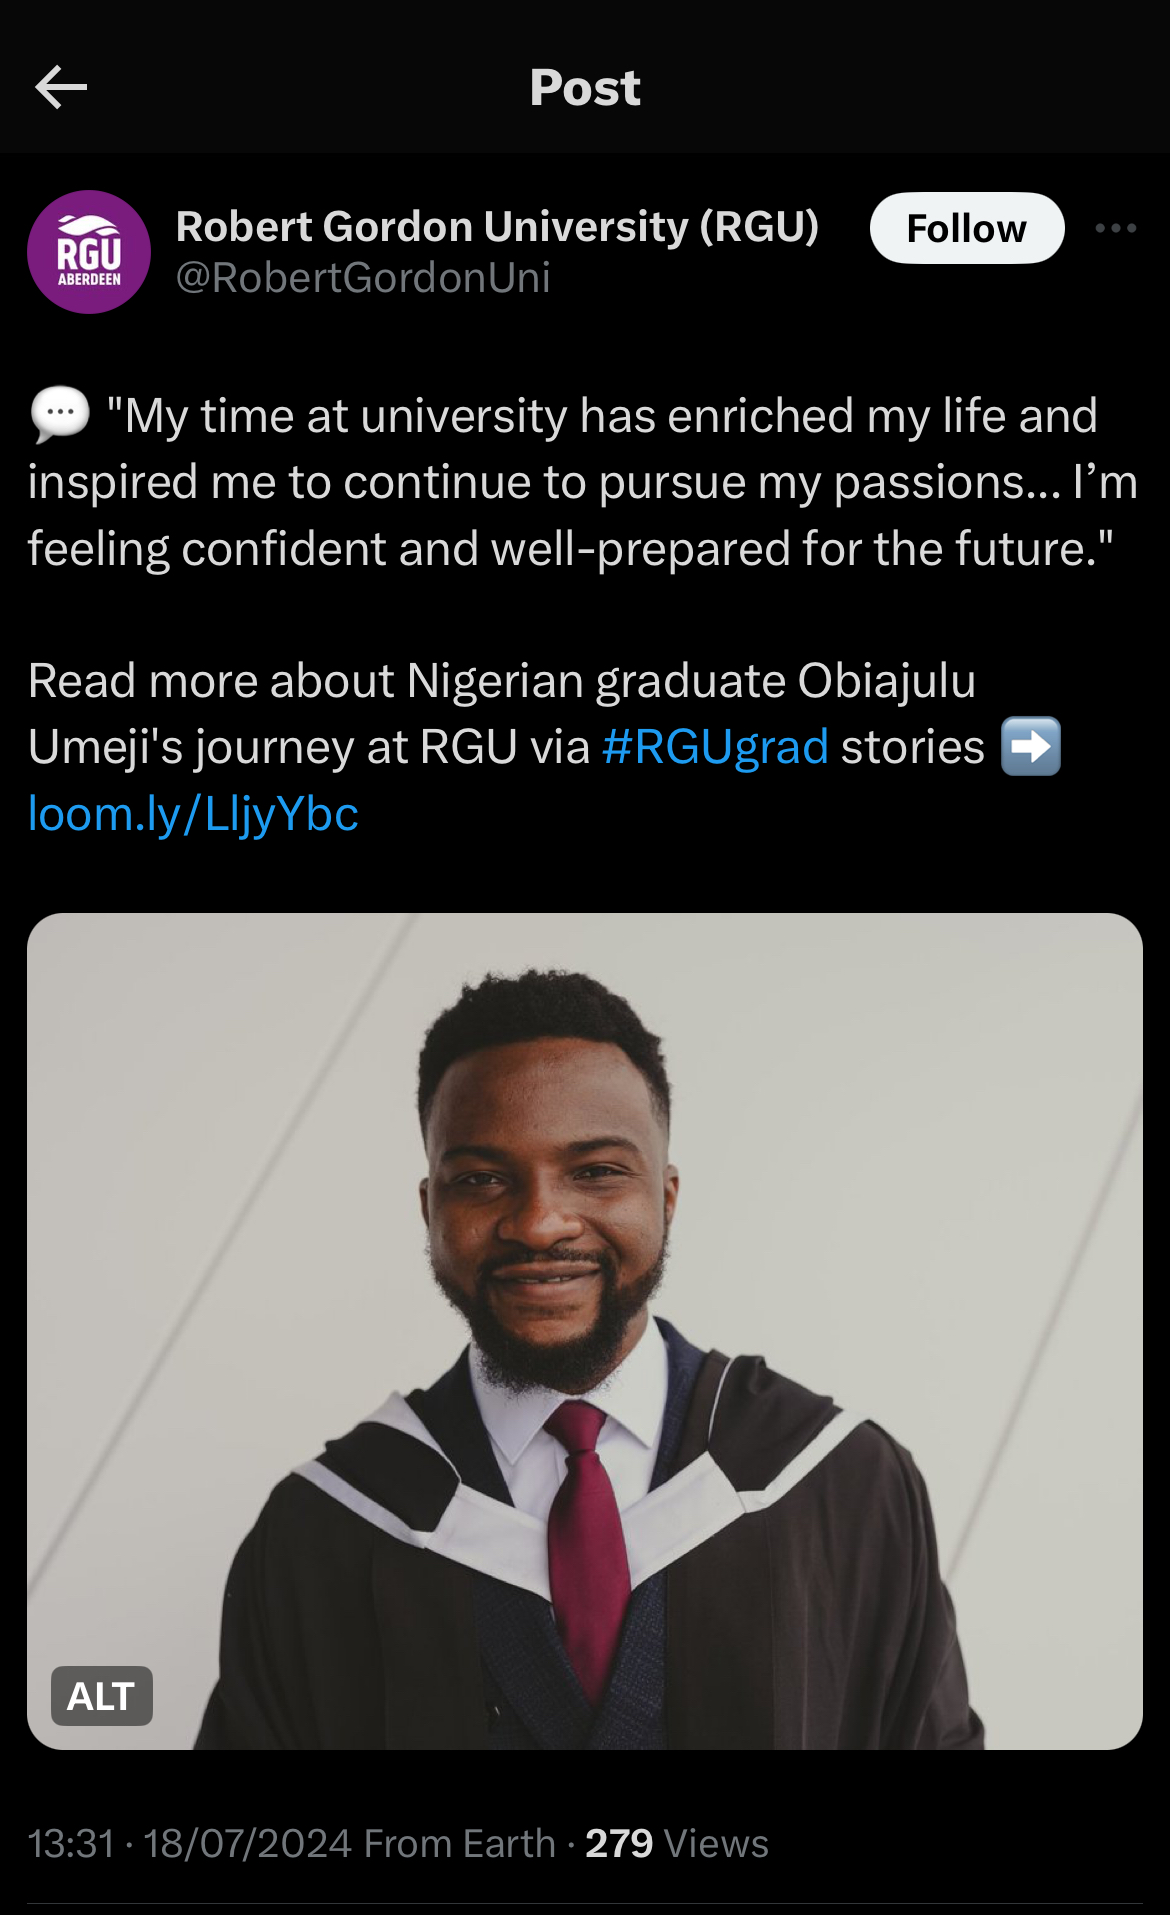 Post
RGU
ABERDEEN
Robert Gordon University (RGU)
Follow
@RobertGordonUni
💬 "My time at university has enriched my life and
inspired me to continue to pursue my passions... I’m
feeling confident and well-prepared for the future."
Read more about Nigerian graduate Obiajulu
Umeji's journey at RGU via #RGUgrad stories ➡️
loom.ly/LljyYbc
ALT
13:31 · 18/07/2024 From Earth · 279 Views